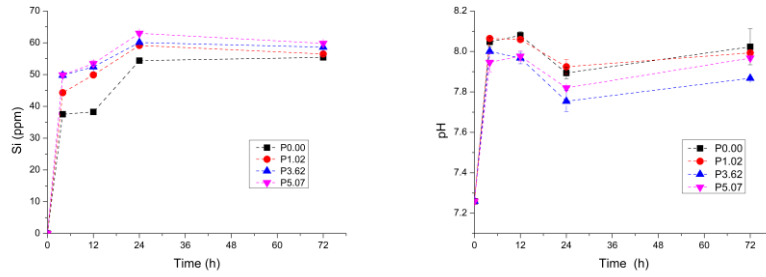 70
60
50
40
30
20
10
0
Si (ppm)
P0.00
P1.02
P3.62
P5.07
0 12 24 36 48 60 72
Time (h)
8.2
8.0
7.8
7.6
7.4
7.2
pH
P0.00
P1.02
P3.62
P5.07
0 12 24 36 48 60 72
Time (h)